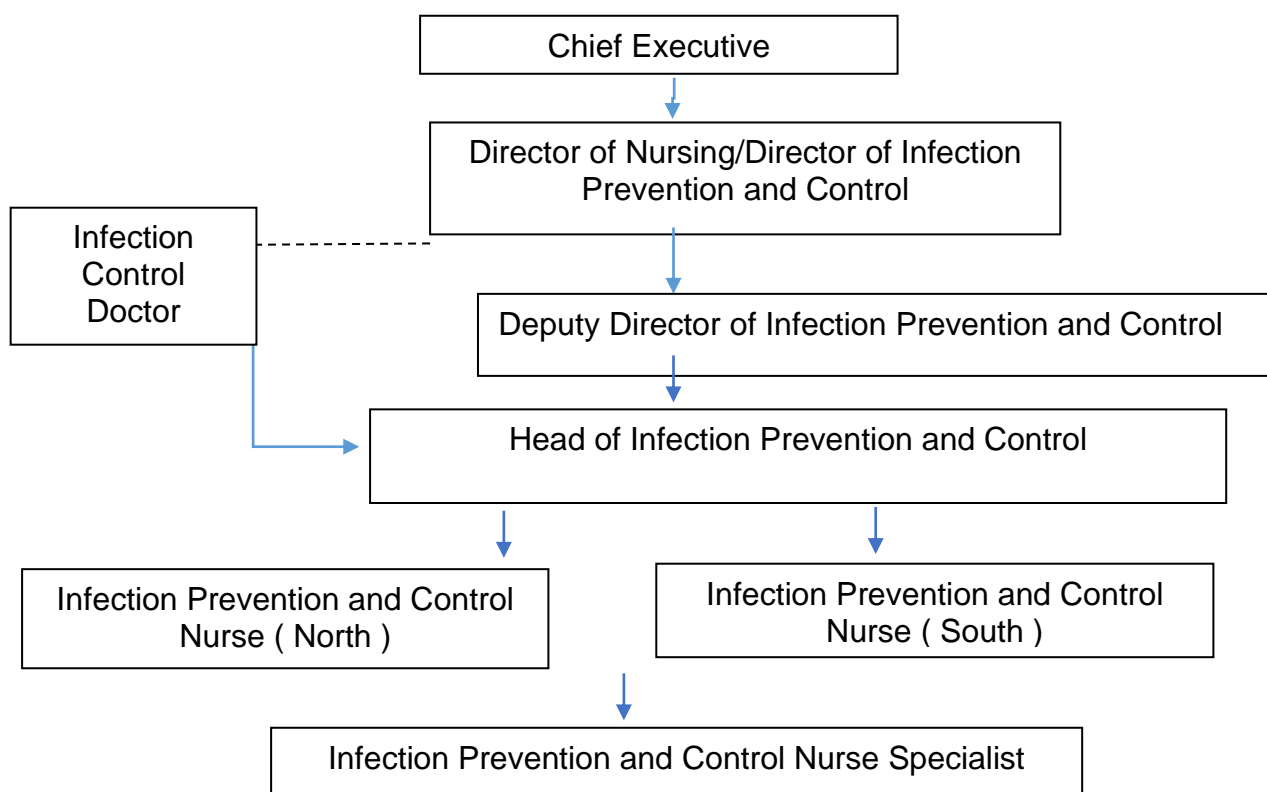 Chief Executive
Director of Nursing/Director of Infection
Prevention and Control
Infection
Control
Doctor
Deputy Director of Infection Prevention and Control
Head of Infection Prevention and Control
Infection Prevention and Control
Nurse ( North )
Infection Prevention and Control
Nurse ( South )
Infection Prevention and Control Nurse Specialist